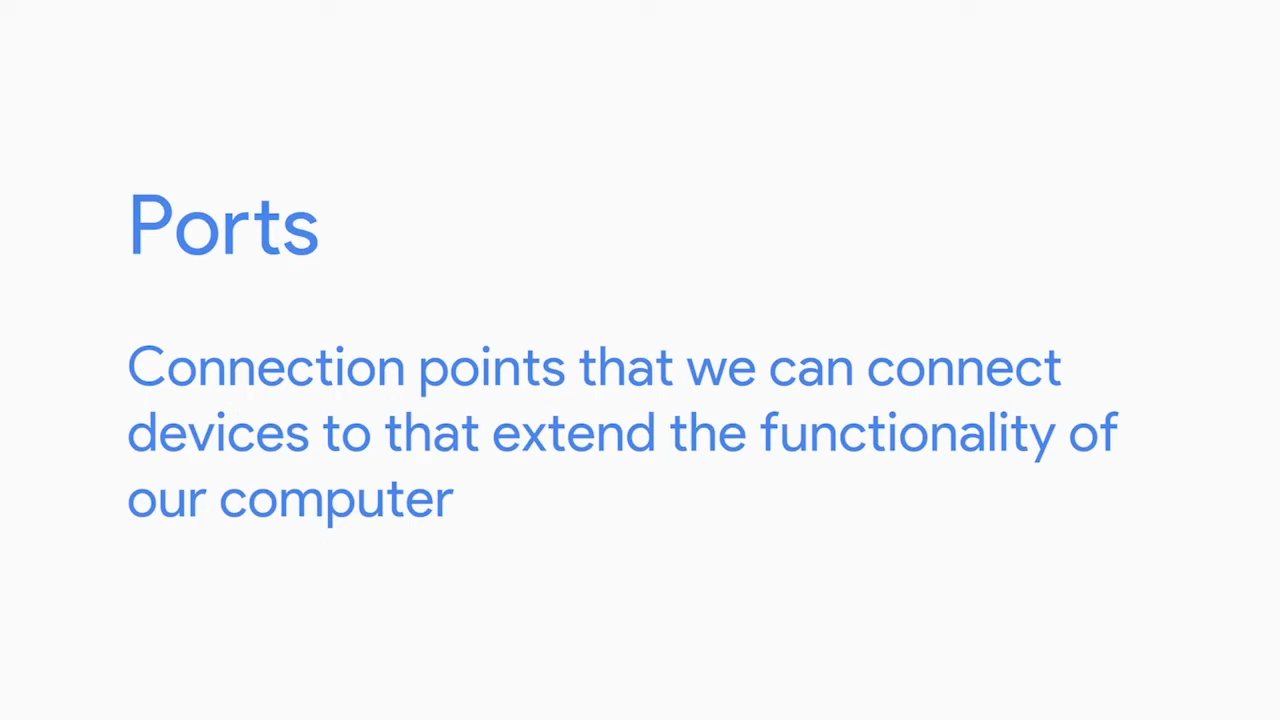 Ports
Connection points that we can connect
devices to that extend the functionality of
our computer